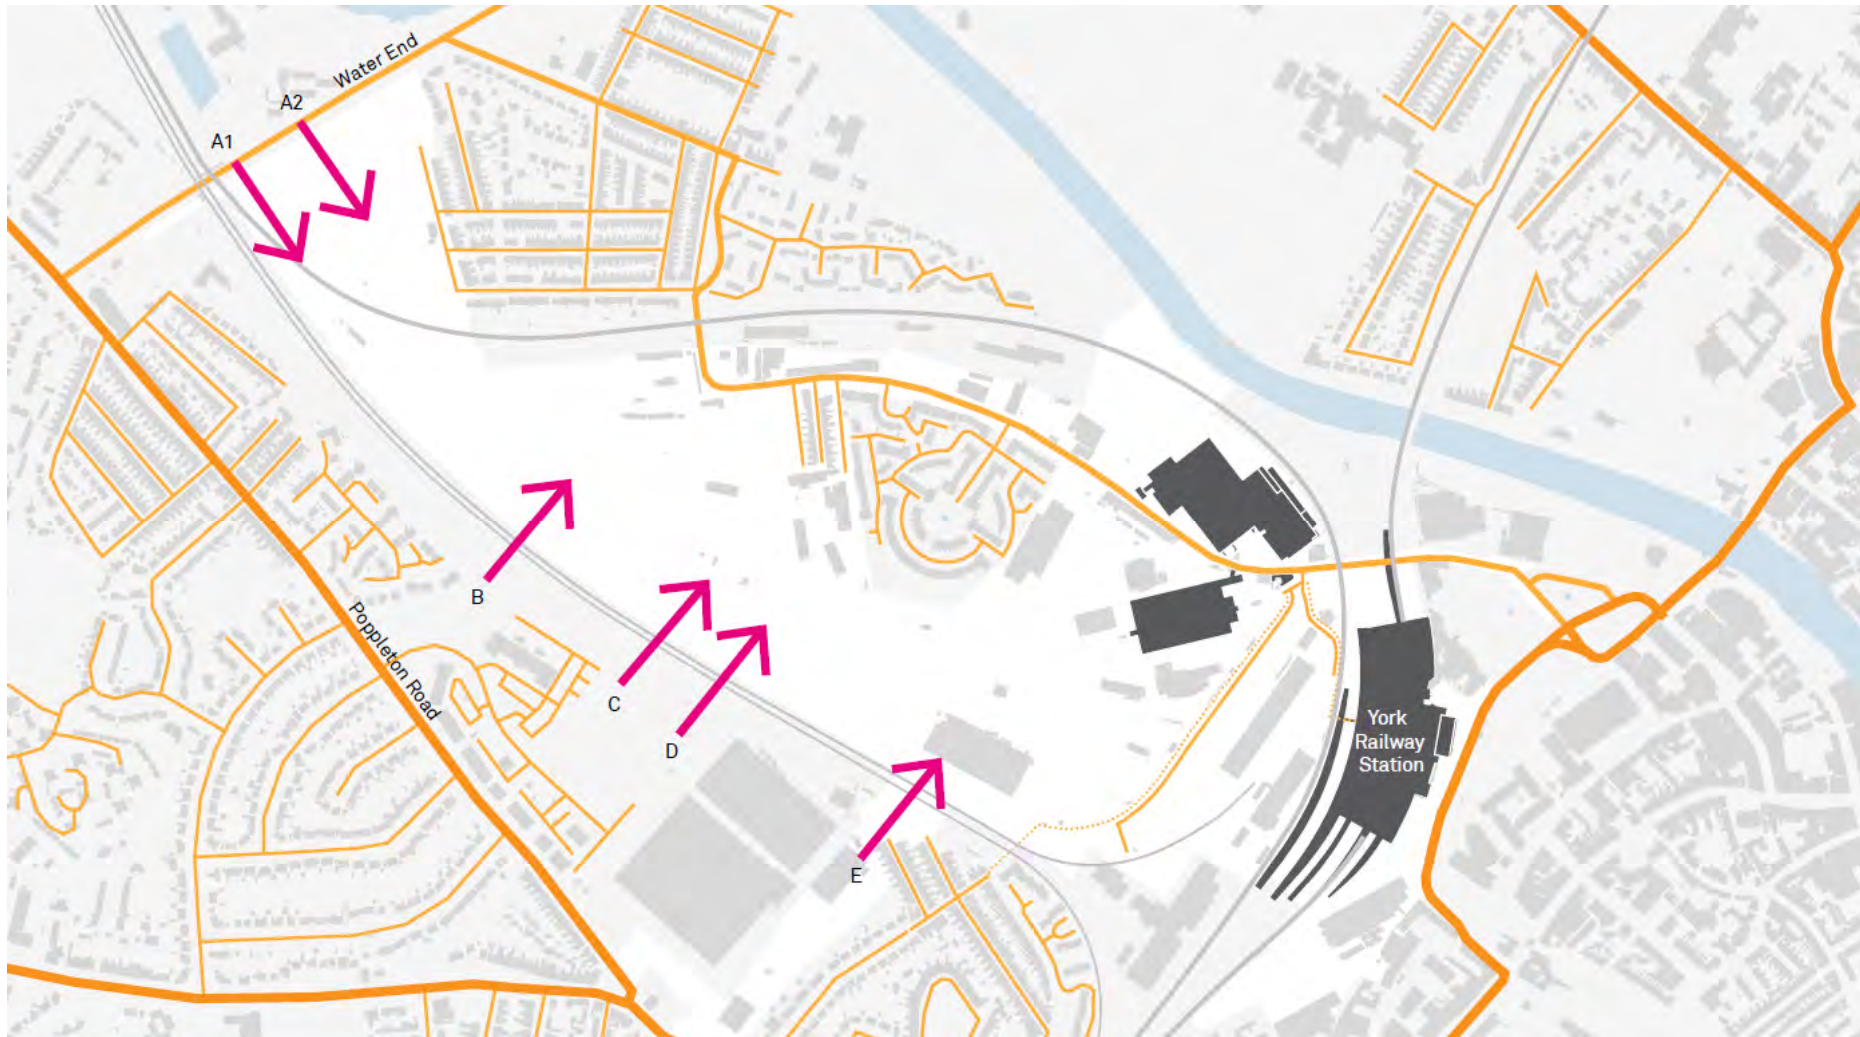 Water End
A2
A1
B
Poppleton Road
C
D
E
York
Railway
Station